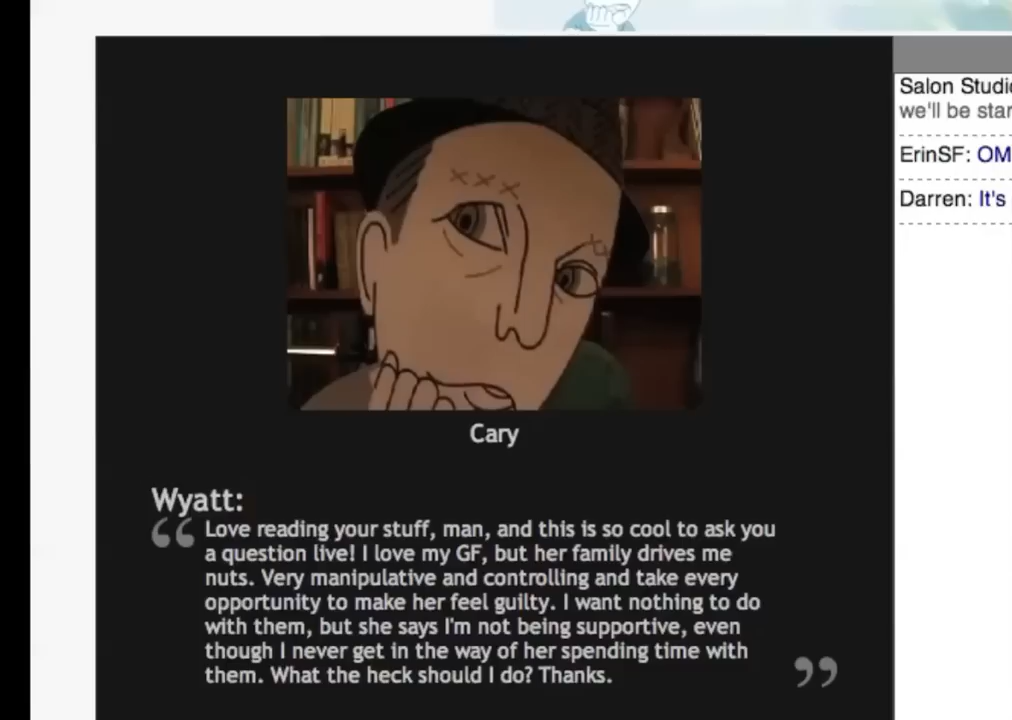 Salon Studi
we'll be star
ErinSF: OM
Darren: It's
Cary
Wyatt:
“ Love reading your stuff, man, and this is so cool to ask you
a question live! I love my GF, but her family drives me
nuts. Very manipulative and controlling and take every
opportunity to make her feel guilty. I want nothing to do
with them, but she says I'm not being supportive, even
though I never get in the way of her spending time with
them. What the heck should I do? Thanks. ”